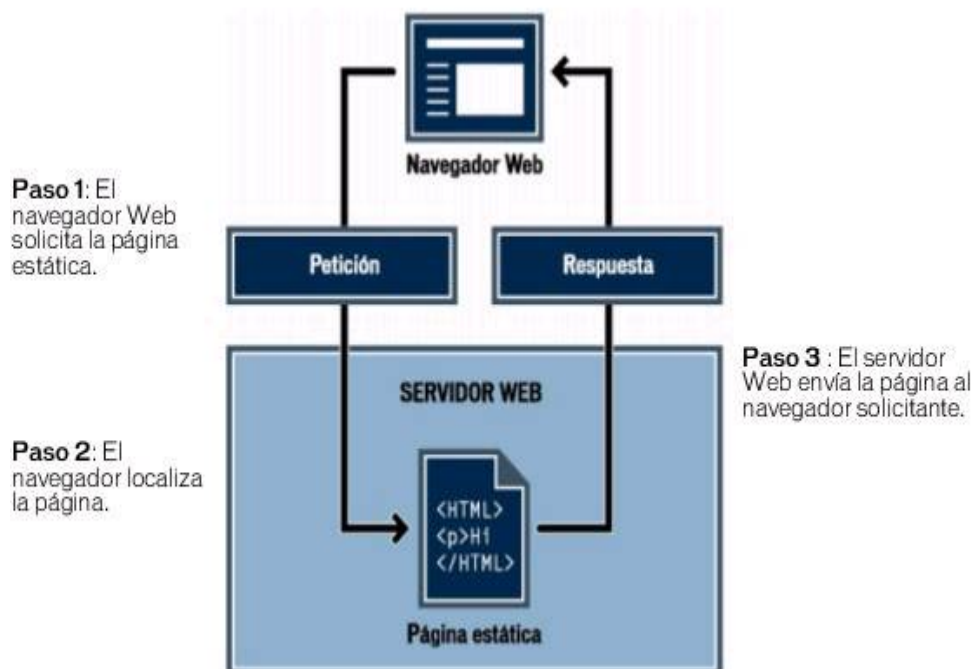 Navegador Web
Paso 1: El
navegador Web
solicita la página
estática.
Petición
Respuesta
SERVIDOR WEB
Paso 3 : El servidor
Web envía la página al
navegador solicitante.
Paso 2: El
navegador localiza
la página.
<HTML>
<p>Hi
</HTML>
Página estática